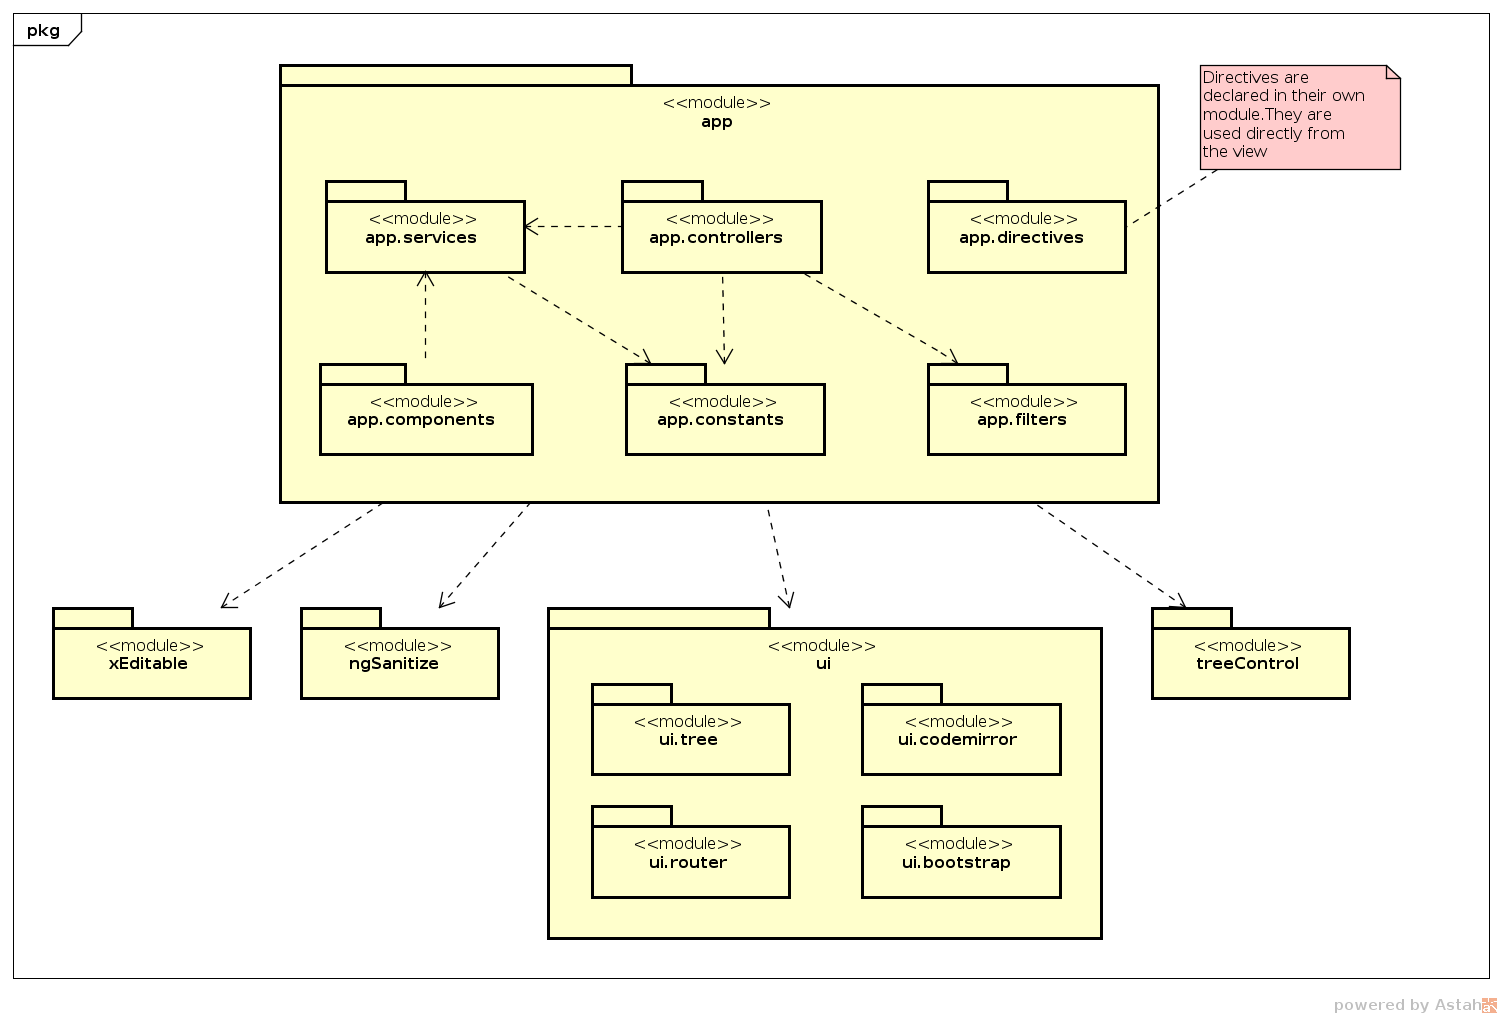 pkg
<<module>>
app
Directives are
declared in their own
module.They are
used directly from
the view
<<module>>
app.services
<<module>>
app.controllers
<<module>>
app.directives
<<module>>
app.components
<<module>>
app.constants
<<module>>
app.filters
<<module>>
xEditable
<<module>>
ngSanitize
<<module>>
ui
<<module>>
treeControl
<<module>>
ui.tree
<<module>>
ui.codemirror
<<module>>
ui.router
<<module>>
ui.bootstrap
powered by Astah